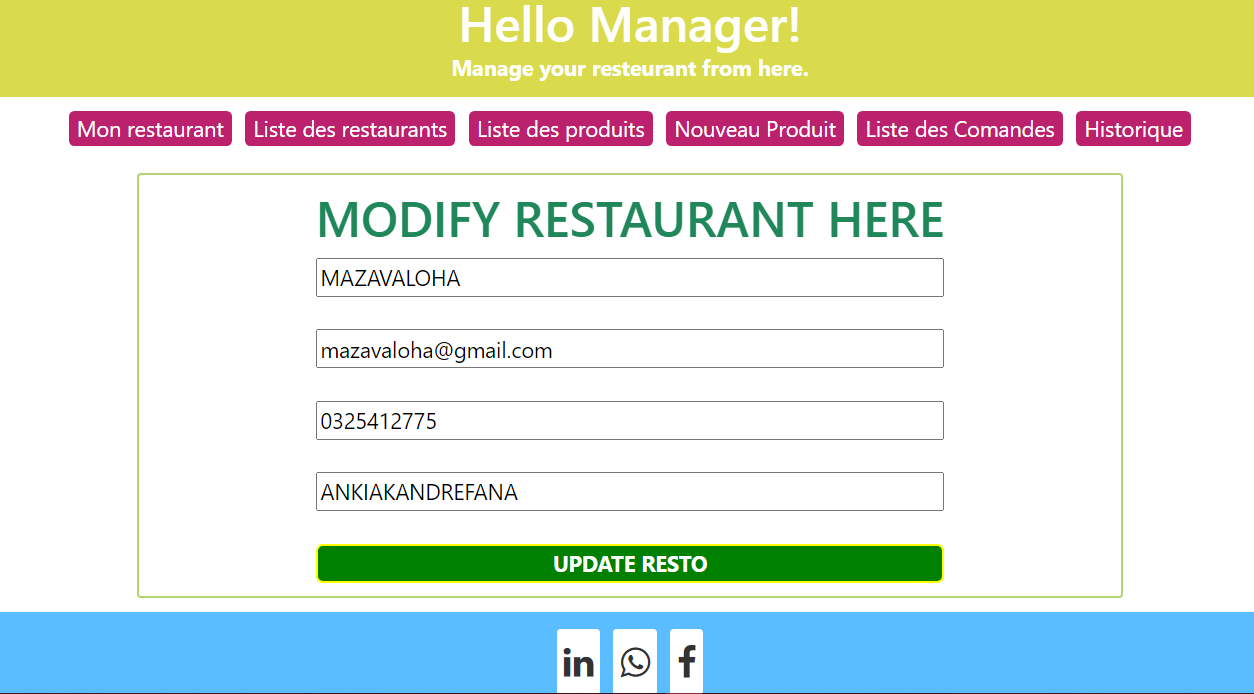 Hello Manager!
Manage your resteurant from here.
Mon restaurant Liste des restaurants Liste des produits Nouveau Produit Liste des Comandes Historique
MODIFY RESTAURANT HERE
MAZAVALOHA
mazavaloha@gmail.com
0325412775
ANKIAKANDREFANA
UPDATE RESTO
in f